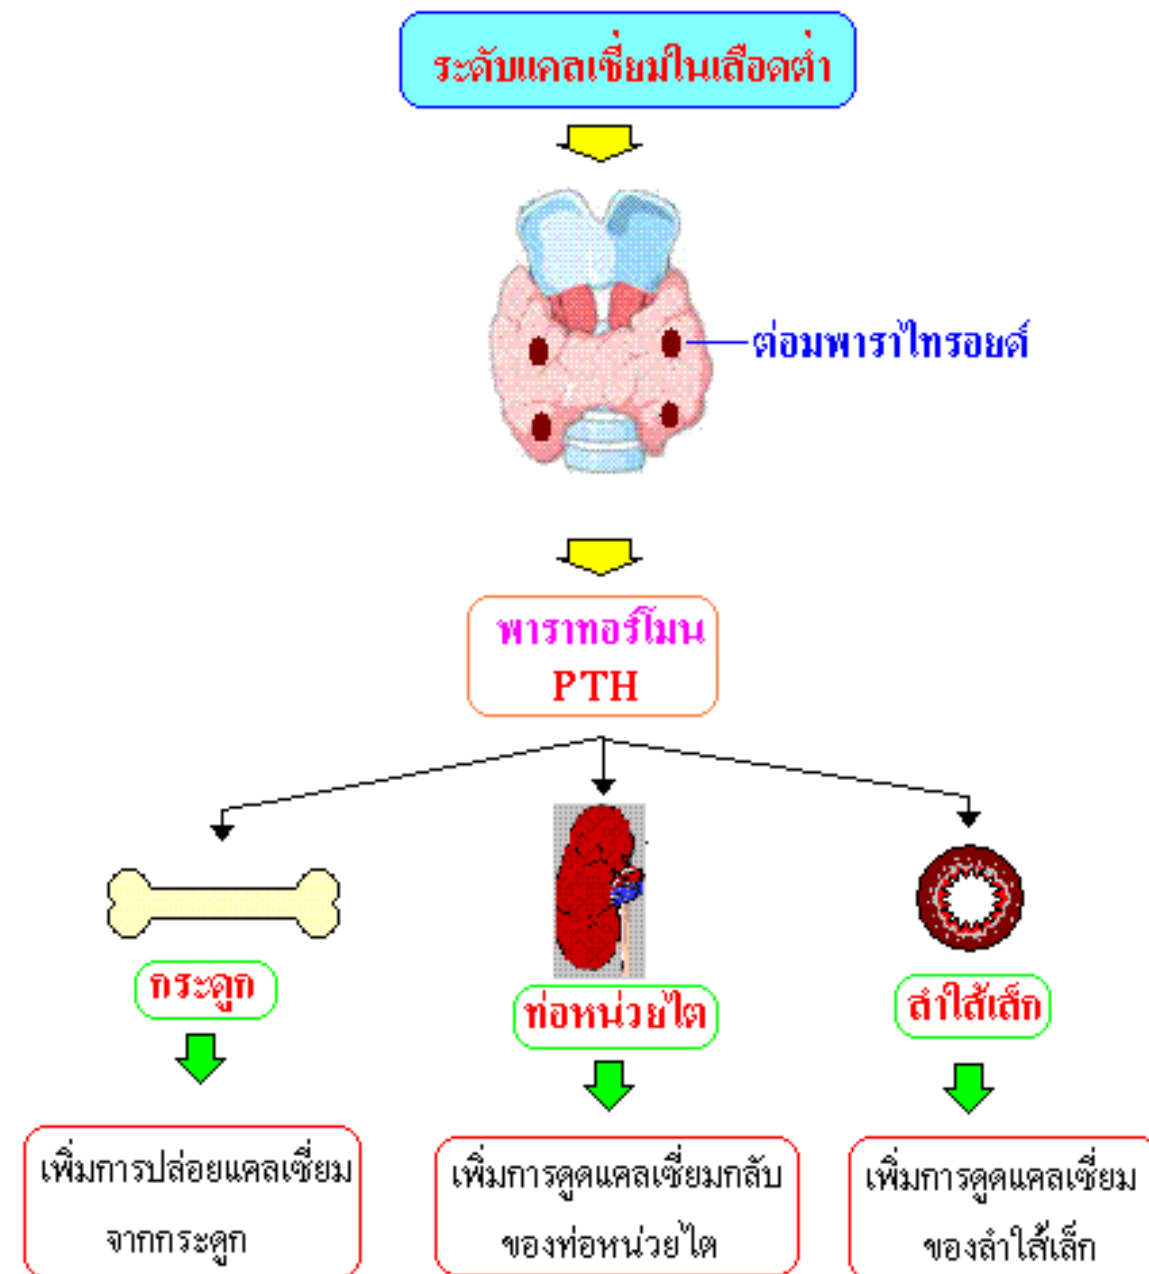 ระดับแคลเซี่ยมในเลือดต่ำ
ต่อมพาราไทรอยด์
พาราทอร์โมน
PTH
กระดูก
ท่อหน่วยไต
ลำใส้เล็ก
เพิ่มการปล่อยแคลเซี่ยม
จากกระดูก
เพิ่มการดูดแคลเซี่ยมกลับ
ของท่อหน่วยไต
เพิ่มการดูดแคลเซี่ยม
ของลำใส้เล็ก